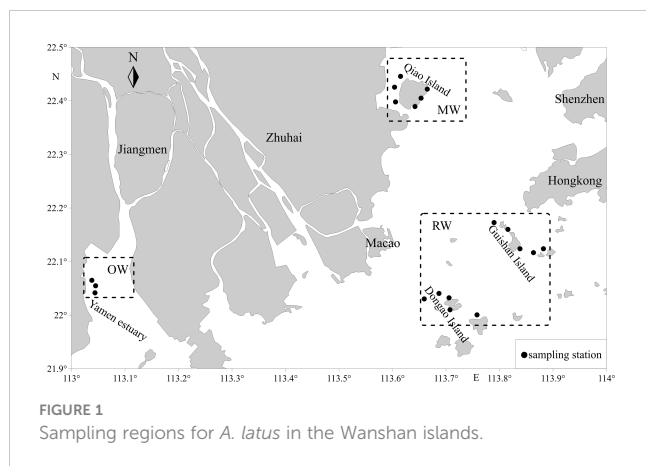 22.5°
N
N
22.4°
22.3°
22.2°
22.1°
22°
21.9°
Qiao Island
MW
Shenzhen
Zhuhai
Jiangmen
Hongkong
RW
Guishan Island
Macao
OW
Yamen estuary
Dongao Island
sampling station
113°
113.1°
113.2°
113.3°
113.4°
113.5°
113.6°
113.7°
E
113.8°
113.9°
114°
FIGURE 1
Sampling regions for A. latus in the Wanshan islands.